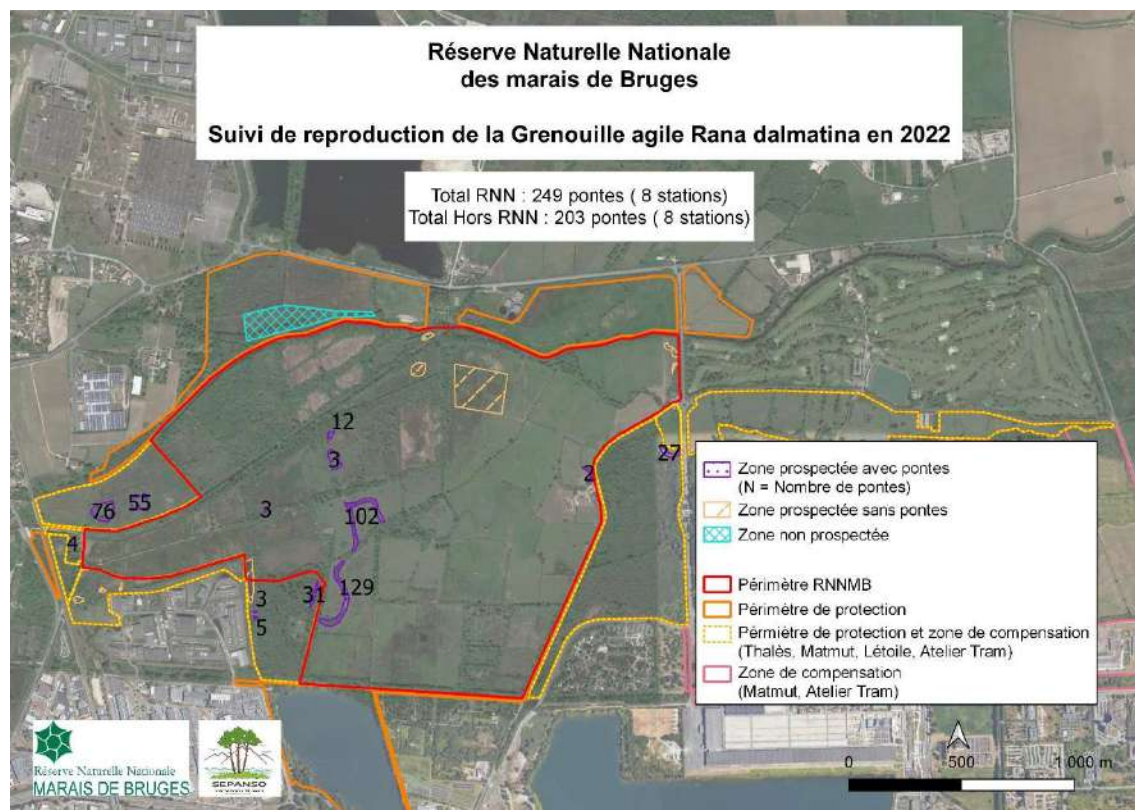 Réserve Naturelle Nationale
des marais de Bruges
Suivi de reproduction de la Grenouille agile Rana dalmatina en 2022
Total RNN : 249 pontes ( 8 stations)
Total Hors RNN : 203 pontes ( 8 stations)
12
3
27
2
55
76
3
102
4
129
31
3
5
Zone prospectée avec pontes
(N = Nombre de pontes)
Zone prospectée sans pontes
Zone non prospectée
Périmètre RNNMB
Périmètre de protection
Pérmiètre de protection et zone de compensation
(Thalès, Matmut, Létoile, Atelier Tram)
Zone de compensation
(Matmut, Atelier Tram)
0 500 1 000 m
Réserve Naturelle Nationale
MARAIS DE BRUGES
SEPANSO